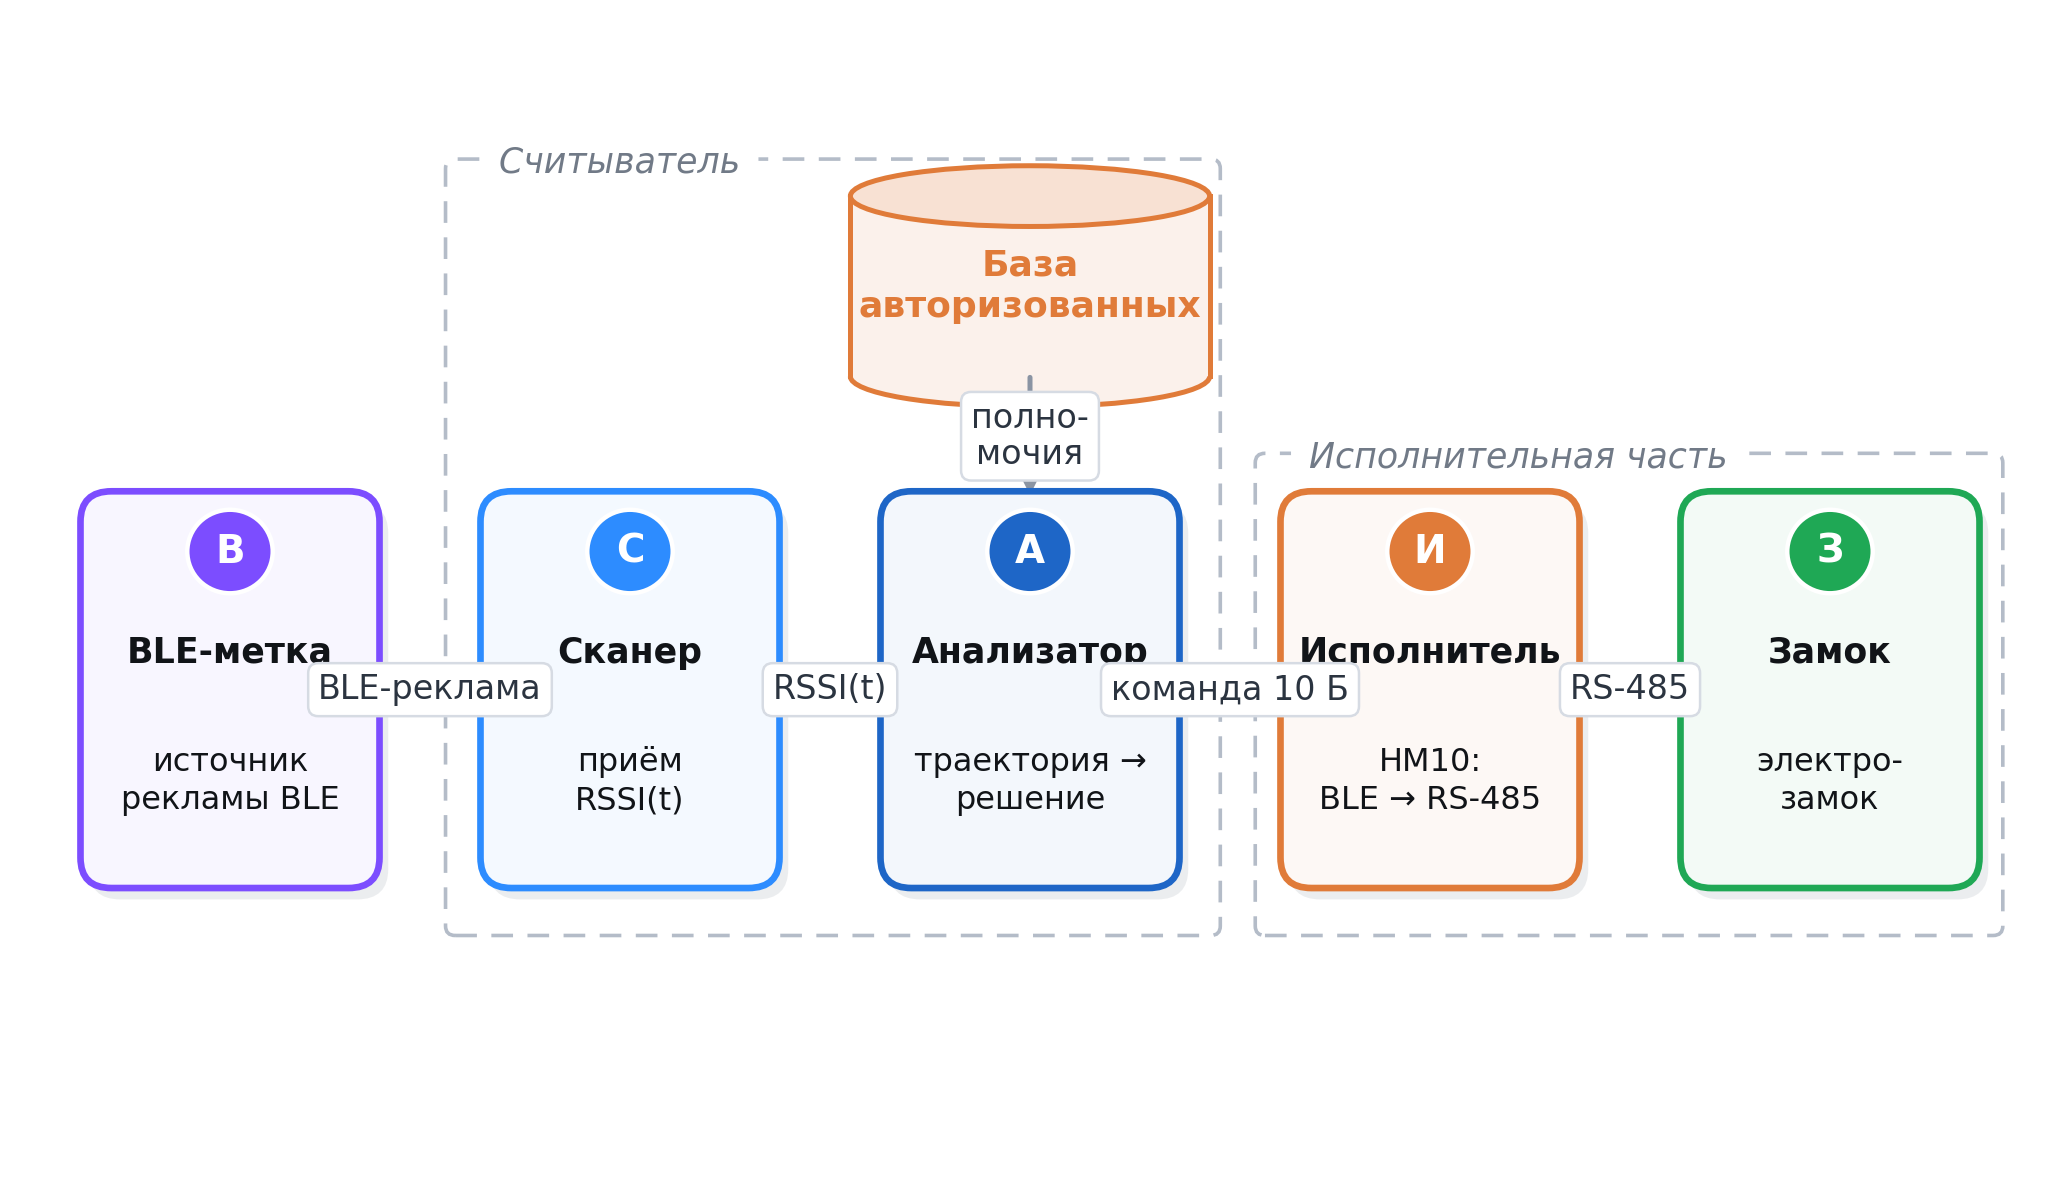 Считыватель
База
авторизованных
полно-
мочия
Исполнительная часть
В
BLE-метка
источник
рекламы BLE
BLE-реклама
С
Сканер
приём
RSSI(t)
RSSI(t)
А
Анализатор
траектория →
решение
команда 10 Б
И
Исполнитель
HM10:
BLE → RS-485
RS-485
З
Замок
электро-
замок